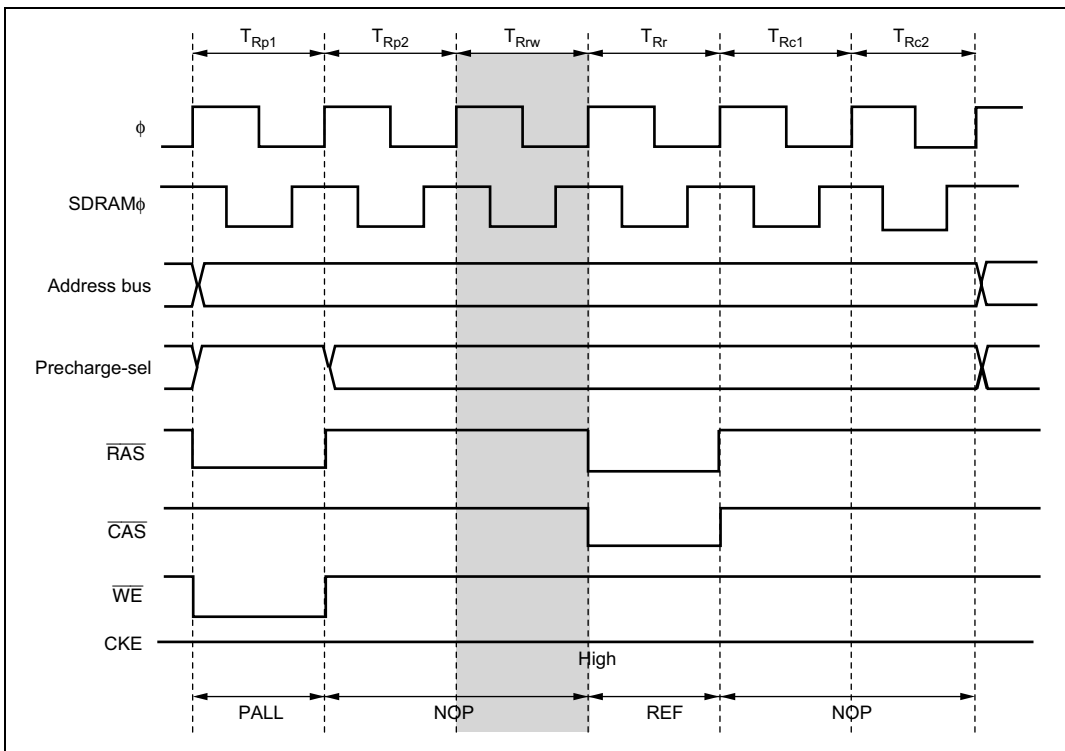 TRp1 TRp2 TRrw TRr TRc1 TRc2
ϕ
SDRAMϕ
Address bus
Precharge-sel
RAS
CAS
WE
CKE
High
PALL NOP REF NOP